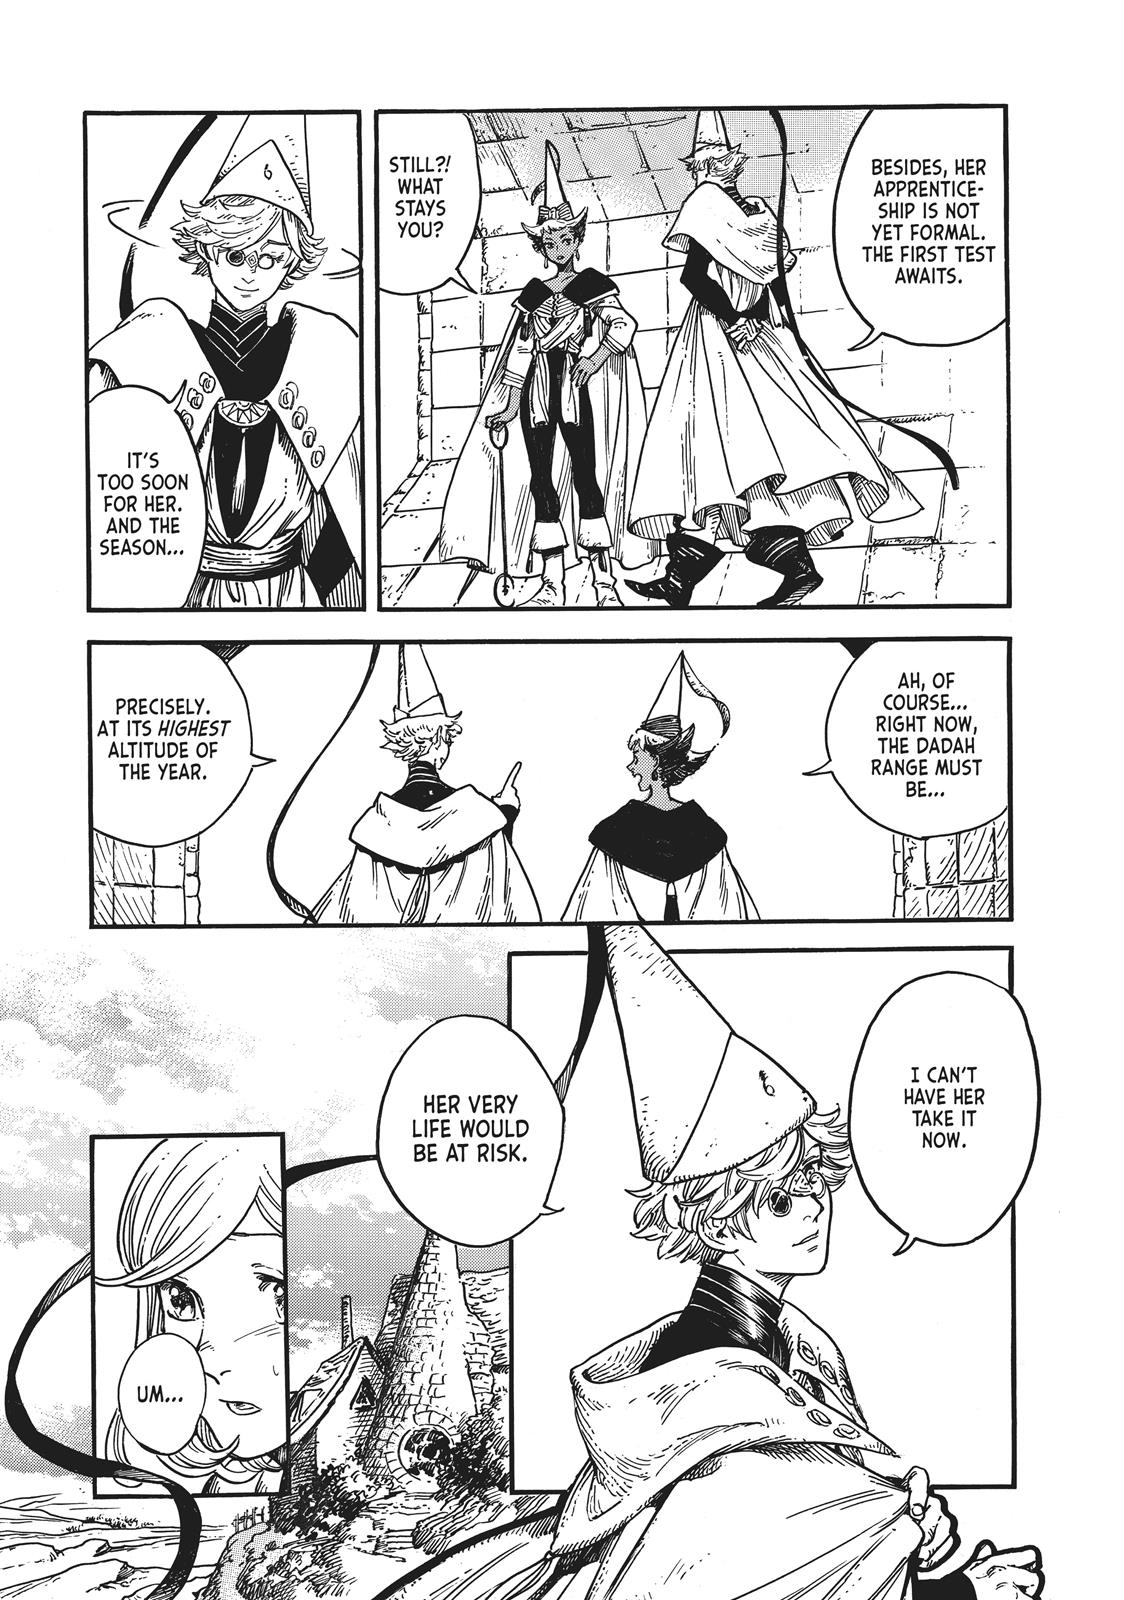 BESIDES, HER
APPRENTICE-
SHIP IS NOT
YET FORMAL.
THE FIRST TEST
AWAITS.
STILL?!
WHAT
STAYS
YOU?
IT'S
TOO SOON
FOR HER.
AND THE
SEASON...
AH, OF
COURSE...
RIGHT NOW,
THE DADAH
RANGE MUST
BE...
PRECISELY.
AT ITS HIGHEST
ALTITUDE OF
THE YEAR.
I CAN'T
HAVE HER
TAKE IT
NOW.
HER VERY
LIFE WOULD
BE AT RISK.
UM...